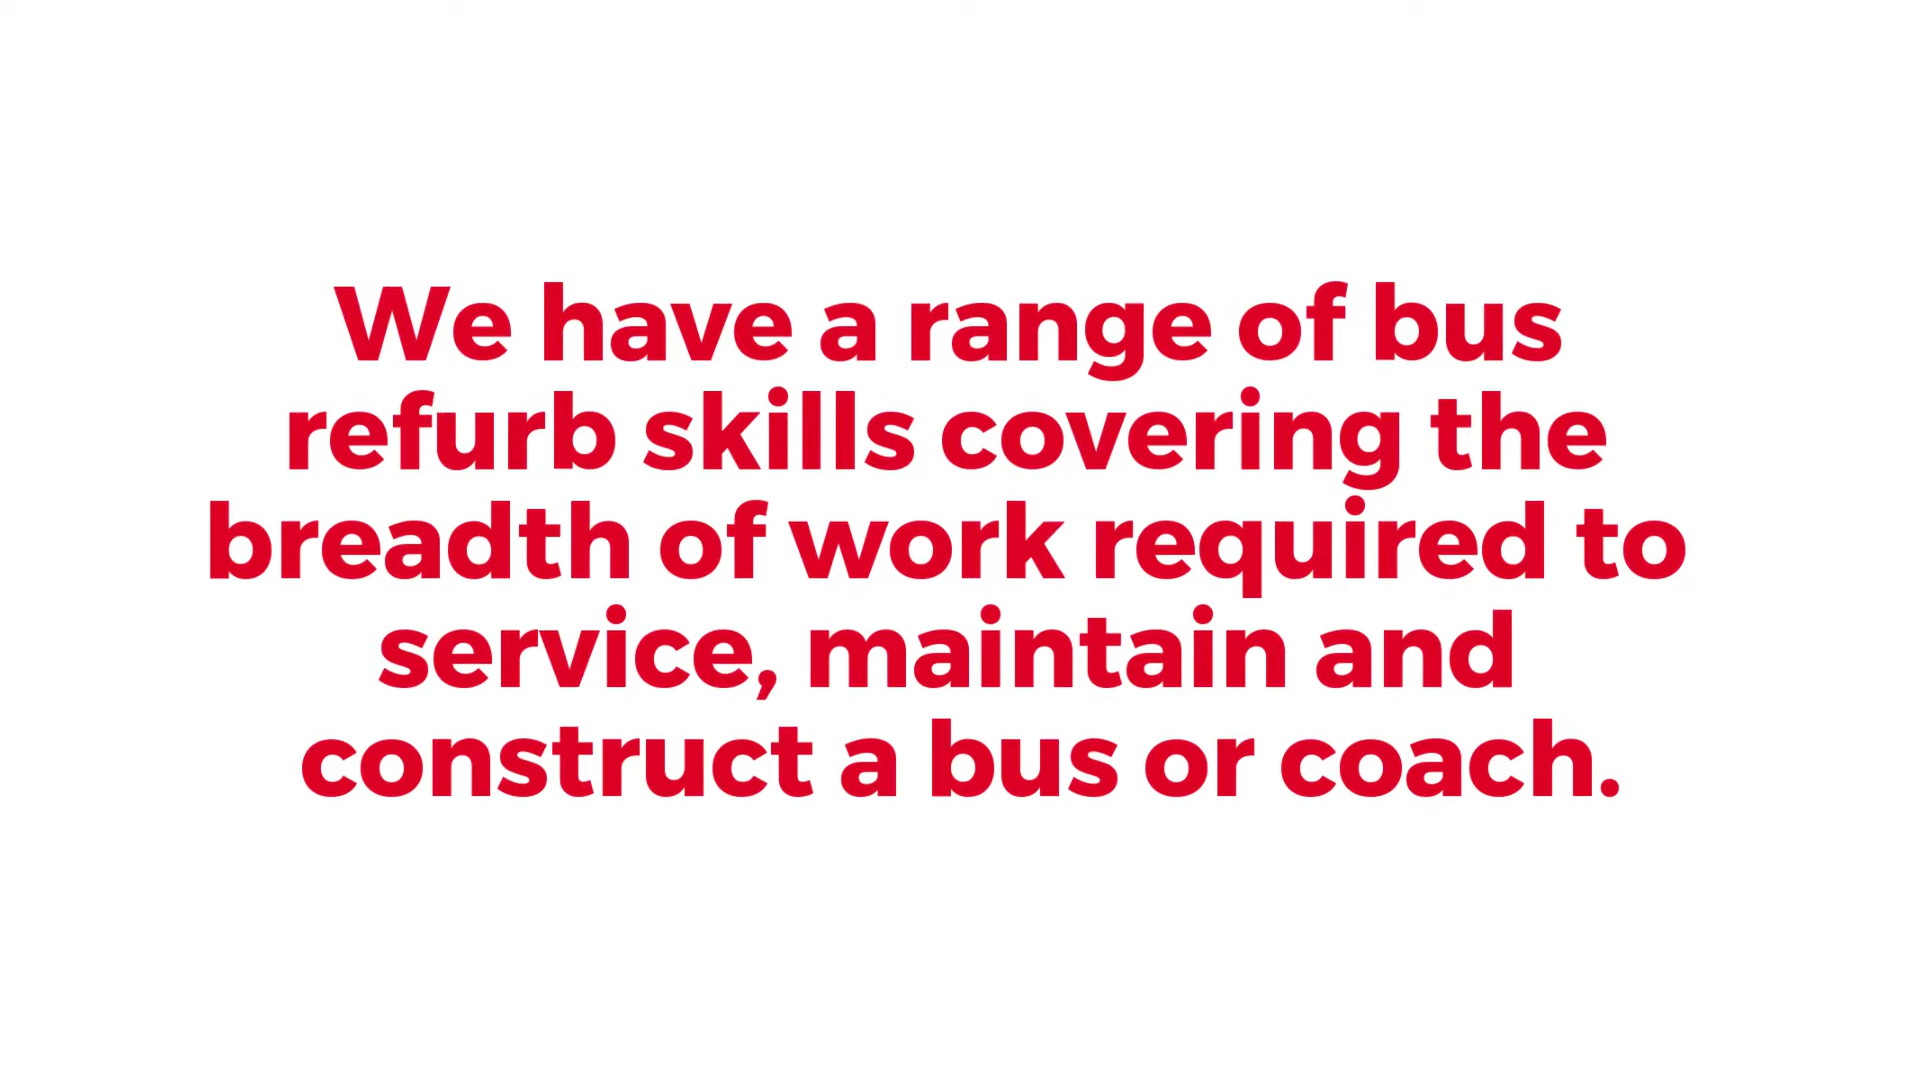 We have a range of bus
refurb skills covering the
breadth of work required to
service, maintain and
construct a bus or coach.